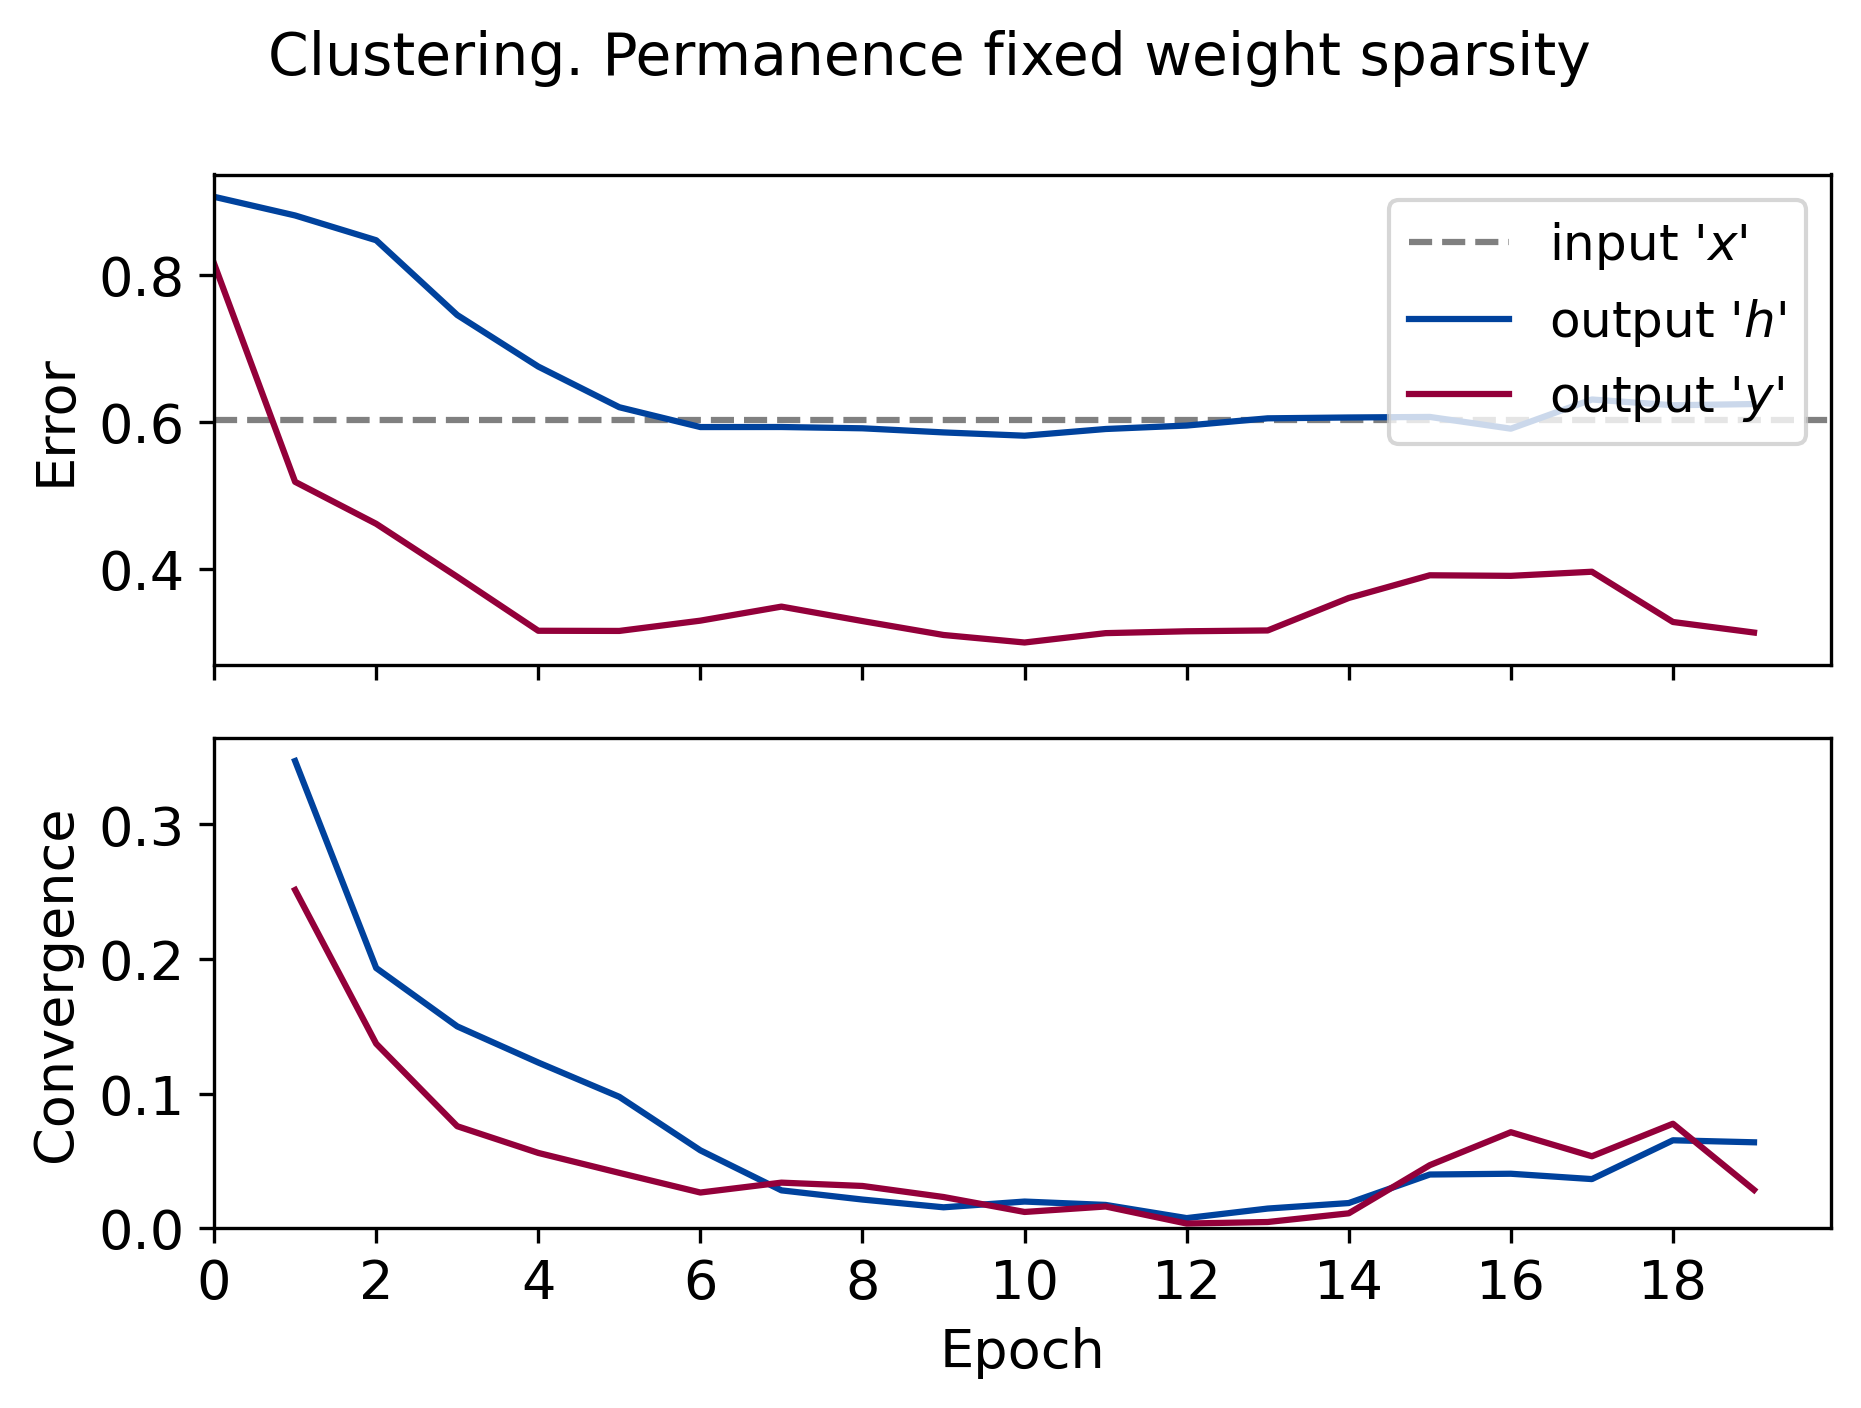 Clustering. Permanence fixed weight sparsity
Error
0.8
0.6
0.4
input 'x'
output 'h'
output 'y'
Convergence
0.3
0.2
0.1
0.0
0 2 4 6 8 10 12 14 16 18
Epoch